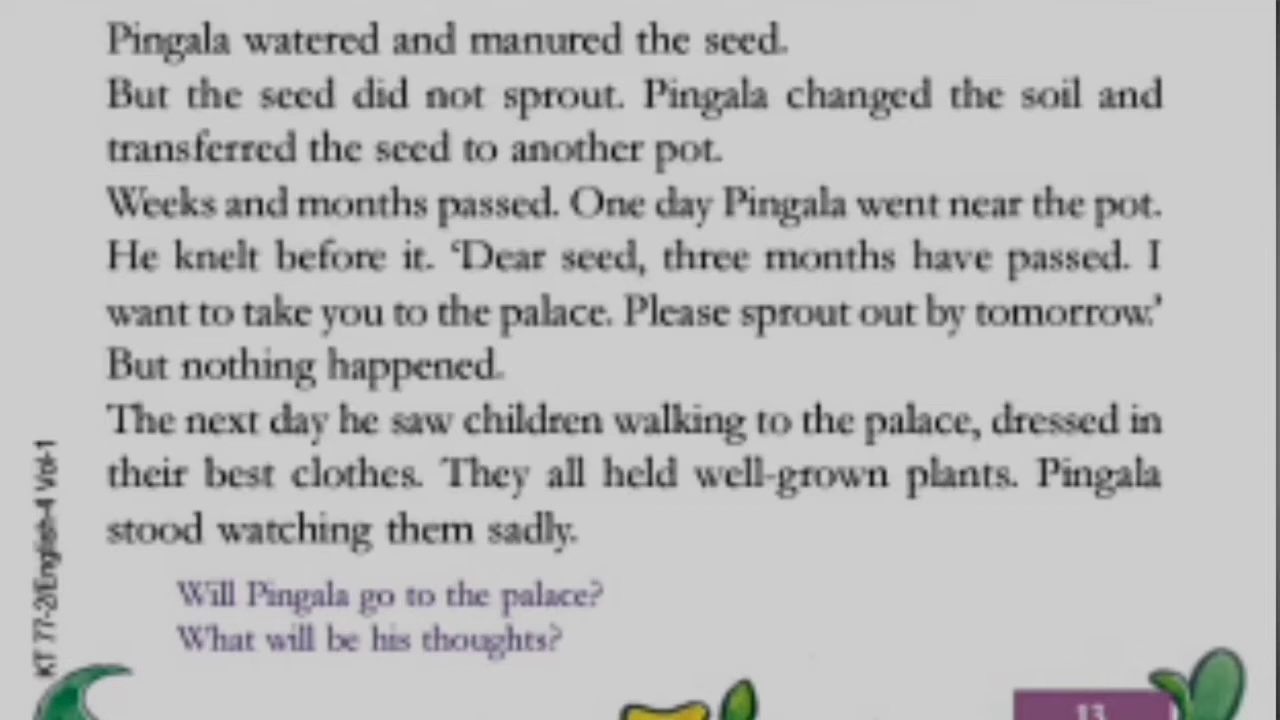 Pingala watered and manured the seed.
But the seed did not sprout. Pingala changed the soil and
transferred the seed to another pot.
Weeks and months passed. One day Pingala went near the pot.
He knelt before it. ‘Dear seed, three months have passed. I
want to take you to the palace. Please sprout out by tomorrow.’
But nothing happened.
The next day he saw children walking to the palace, dressed in
their best clothes. They all held well-grown plants. Pingala
stood watching them sadly.
Will Pingala go to the palace?
What will be his thoughts?
KT 77-2/English-4 Vol-1
13